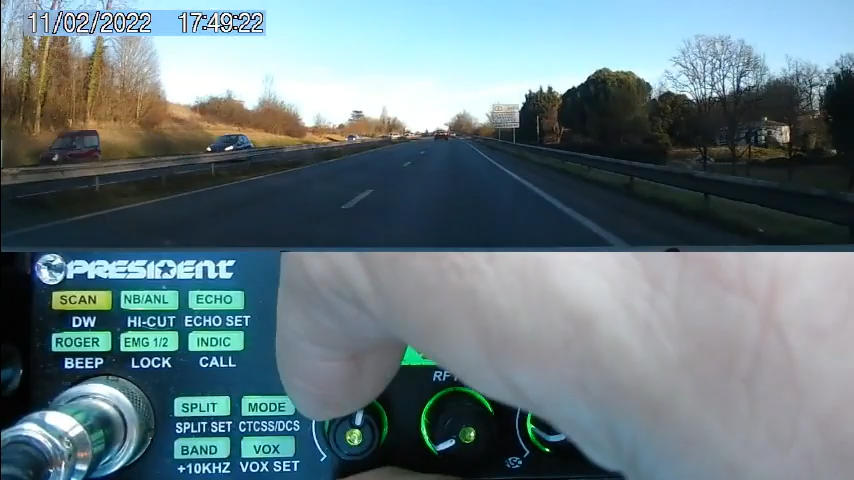 11/02/2022 17:49:22
PRESIDENT
SCAN NB/ANL ECHO
DW HI-CUT ECHO SET
ROGER EMG 1/2 INDIC
BEEP LOCK CALL
SPLIT MODE
SPLIT SET CTCSS/DCS
BAND VOX
+10KHZ VOX SET